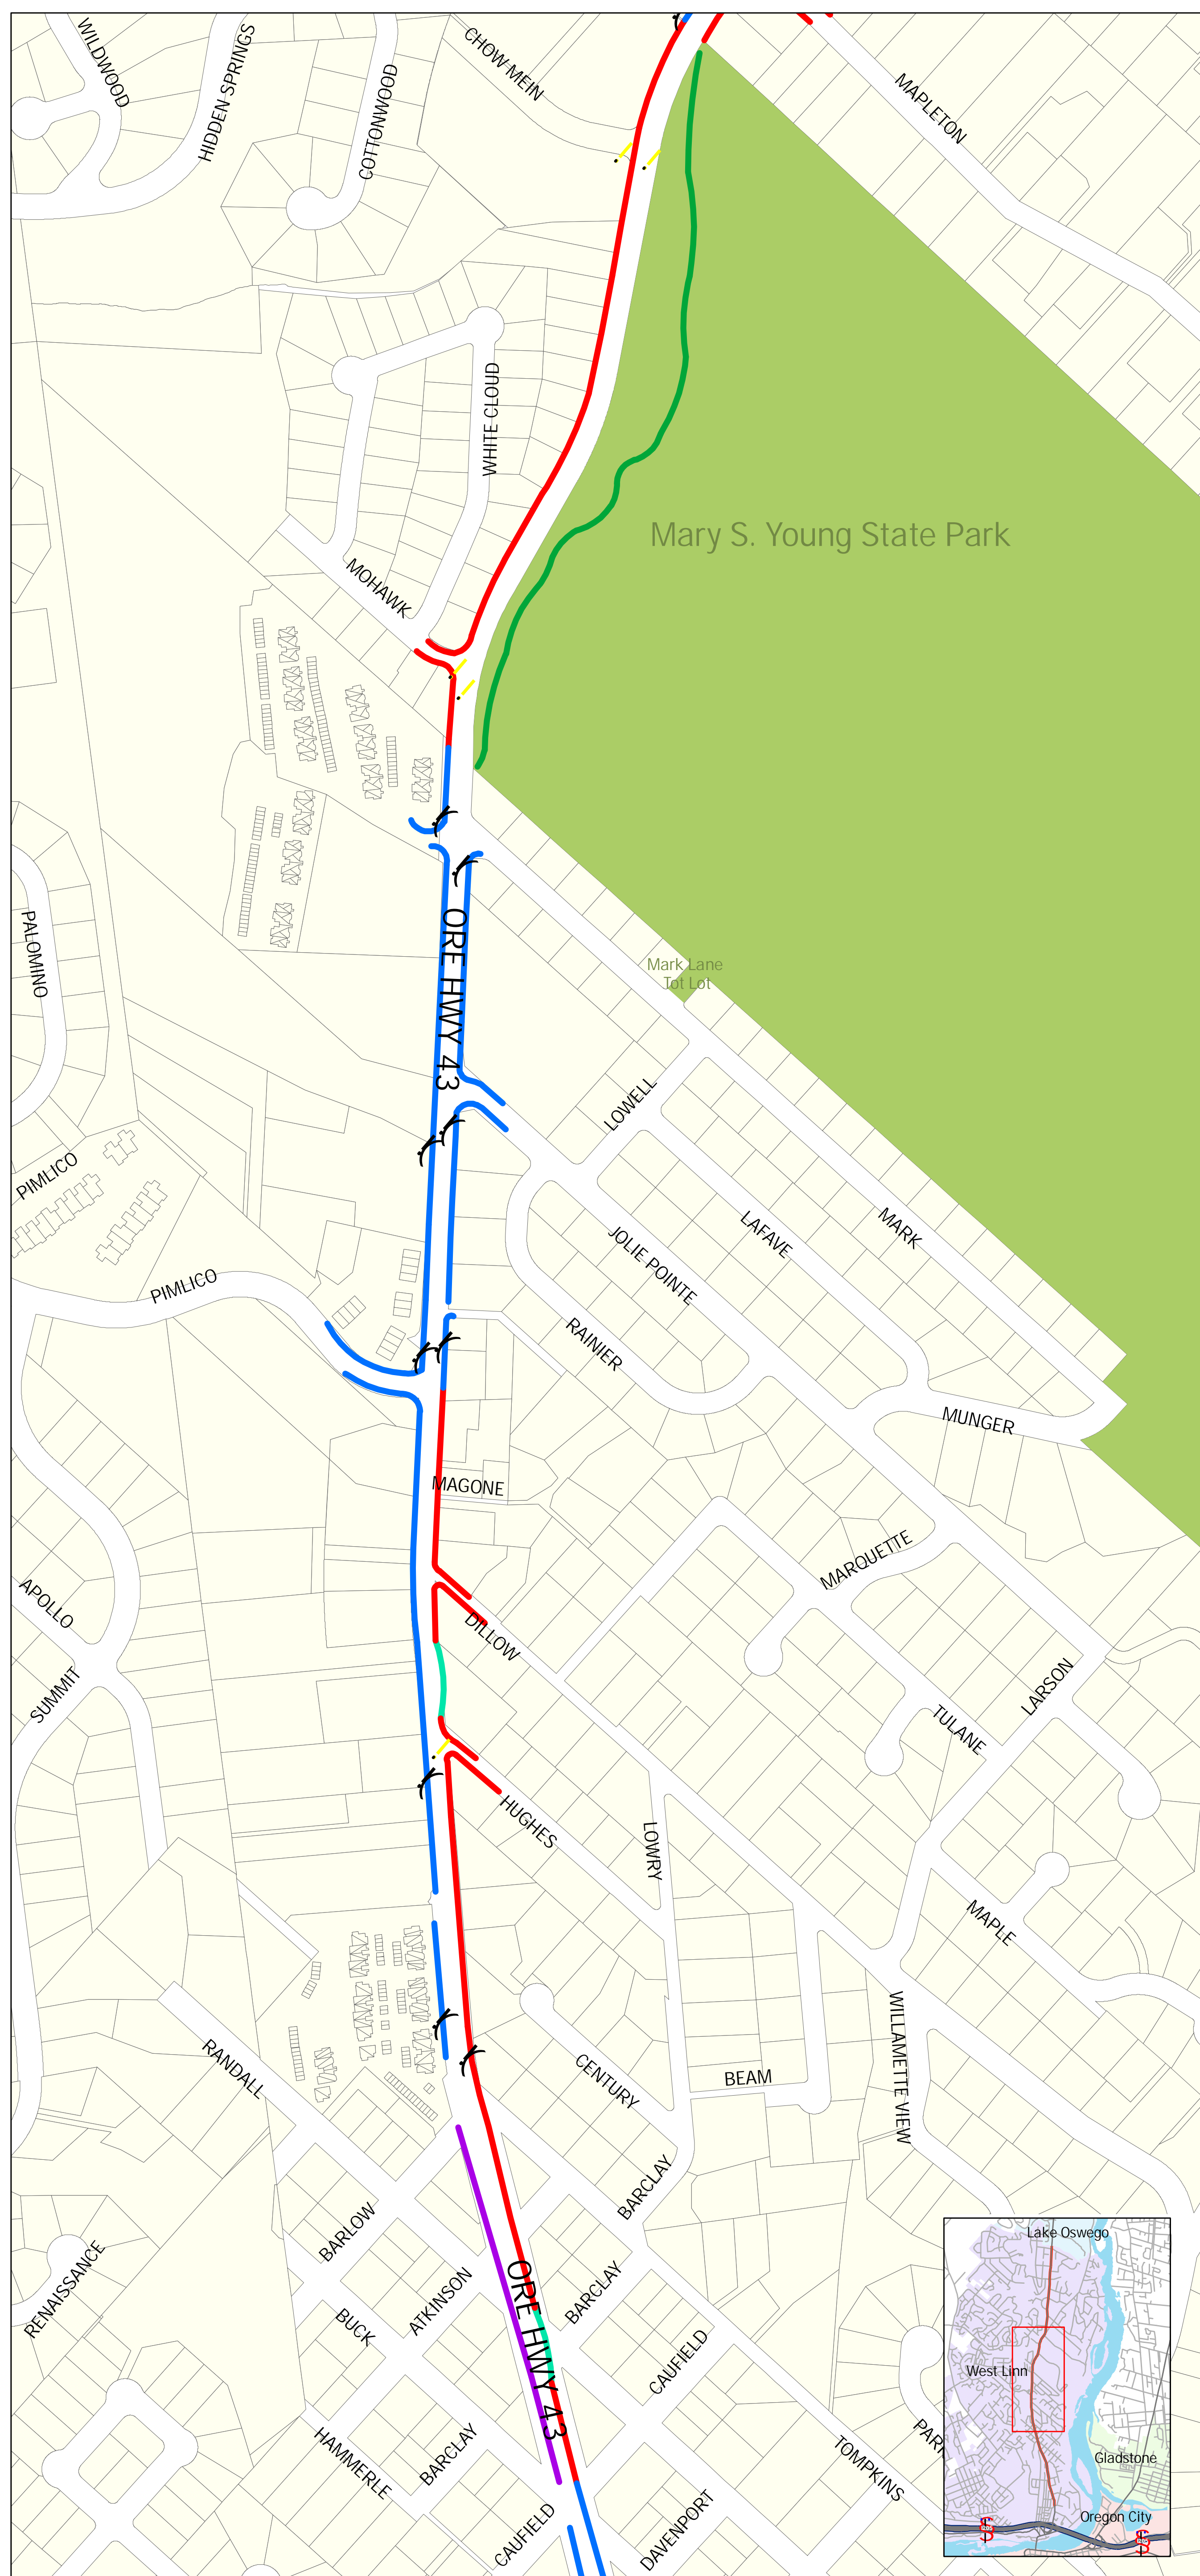 WILDWOOD
HIDDEN SPRINGS
COTTONWOOD
CHOW MEIN
MAPLETON
WHITE CLOUD
Mary S. Young State Park
MOHAWK
PALOMINO
ORE HWY 43
Mark Lane
Tot Lot
LOWELL
PIMLICO
PIMLICO
JOLIE POINTE
LAFAVE
MARK
RAINIER
MUNGER
MAGONE
MARQUETTE
APOLLO
DILLOW
SUMMIT
LARSON
TULANE
HUGHES
LOWRY
MAPLE
WILLAMETTE VIEW
RANDALL
CENTURY
BEAM
BARCLAY
BARLOW
RENAISSANCE
ATKINSON
BUCK
ORE HWY 43
BARCLAY
CAUFIELD
HAMMERLE
BARCLAY
TOMPKINS
PARK
CAUFIELD
DAVENPORT
Lake Oswego
West Linn
Gladstone
Oregon City